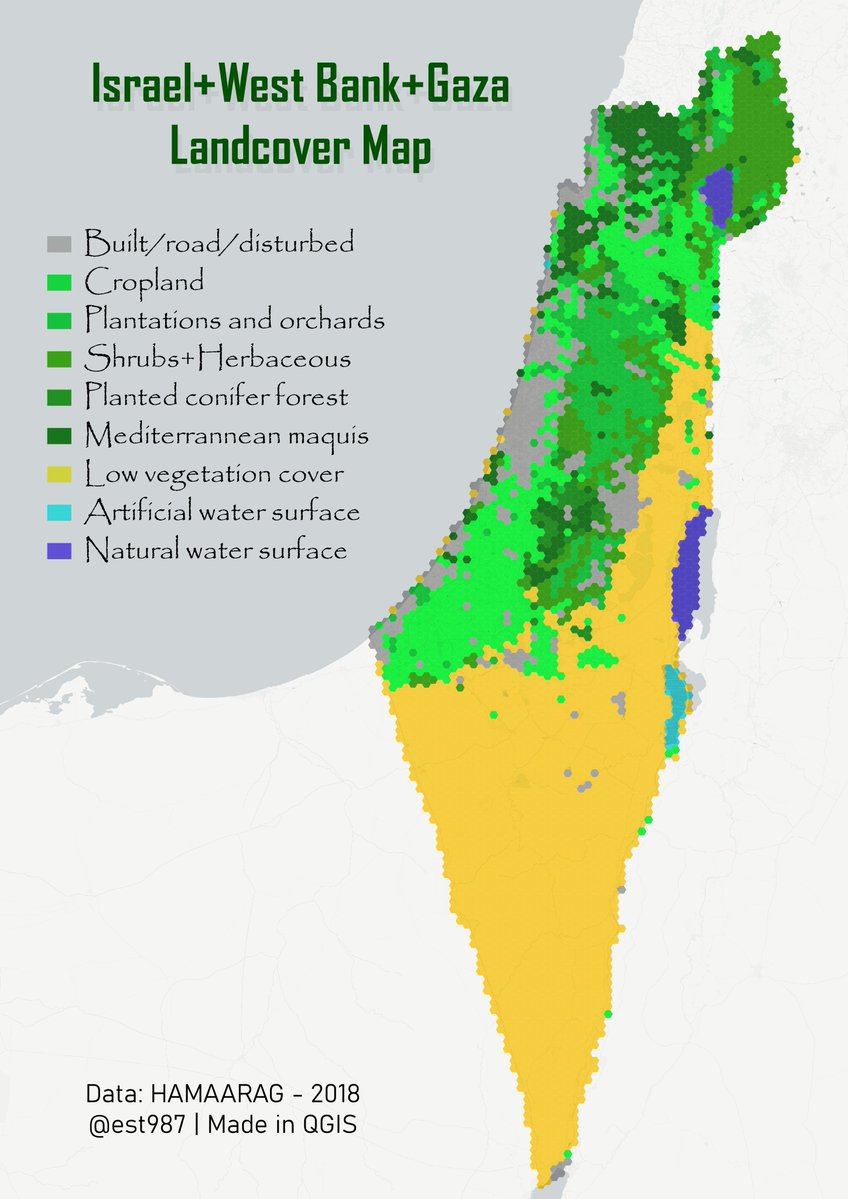 Israel+West Bank+Gaza
Landcover Map
Built/road/disturbed
Cropland
Plantations and orchards
Shrubs+Herbaceous
Planted conifer forest
Mediterrannean maquis
Low vegetation cover
Artificial water surface
Natural water surface
Data: HAMAARAG - 2018
@est987 | Made in QGIS